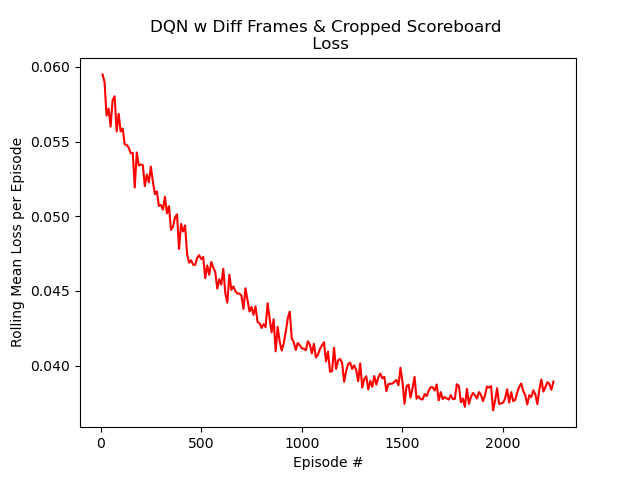 DQN w Diff Frames & Cropped Scoreboard
Loss
0.060
0.055
0.050
0.045
0.040
Rolling Mean Loss per Episode
0
500
1000
1500
2000
Episode #